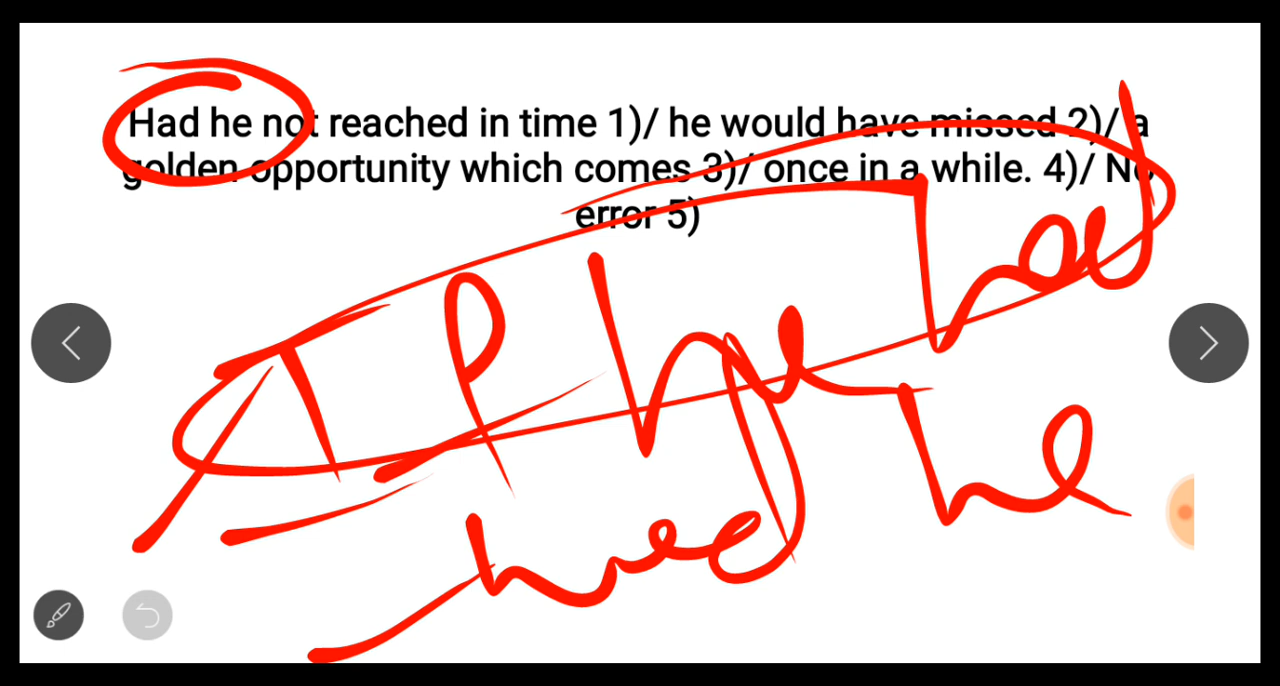 Had he not reached in time 1)/ he would have missed 2)/ a
golden opportunity which comes 3)/ once in a while. 4)/ No
error 5)
If he had
had he